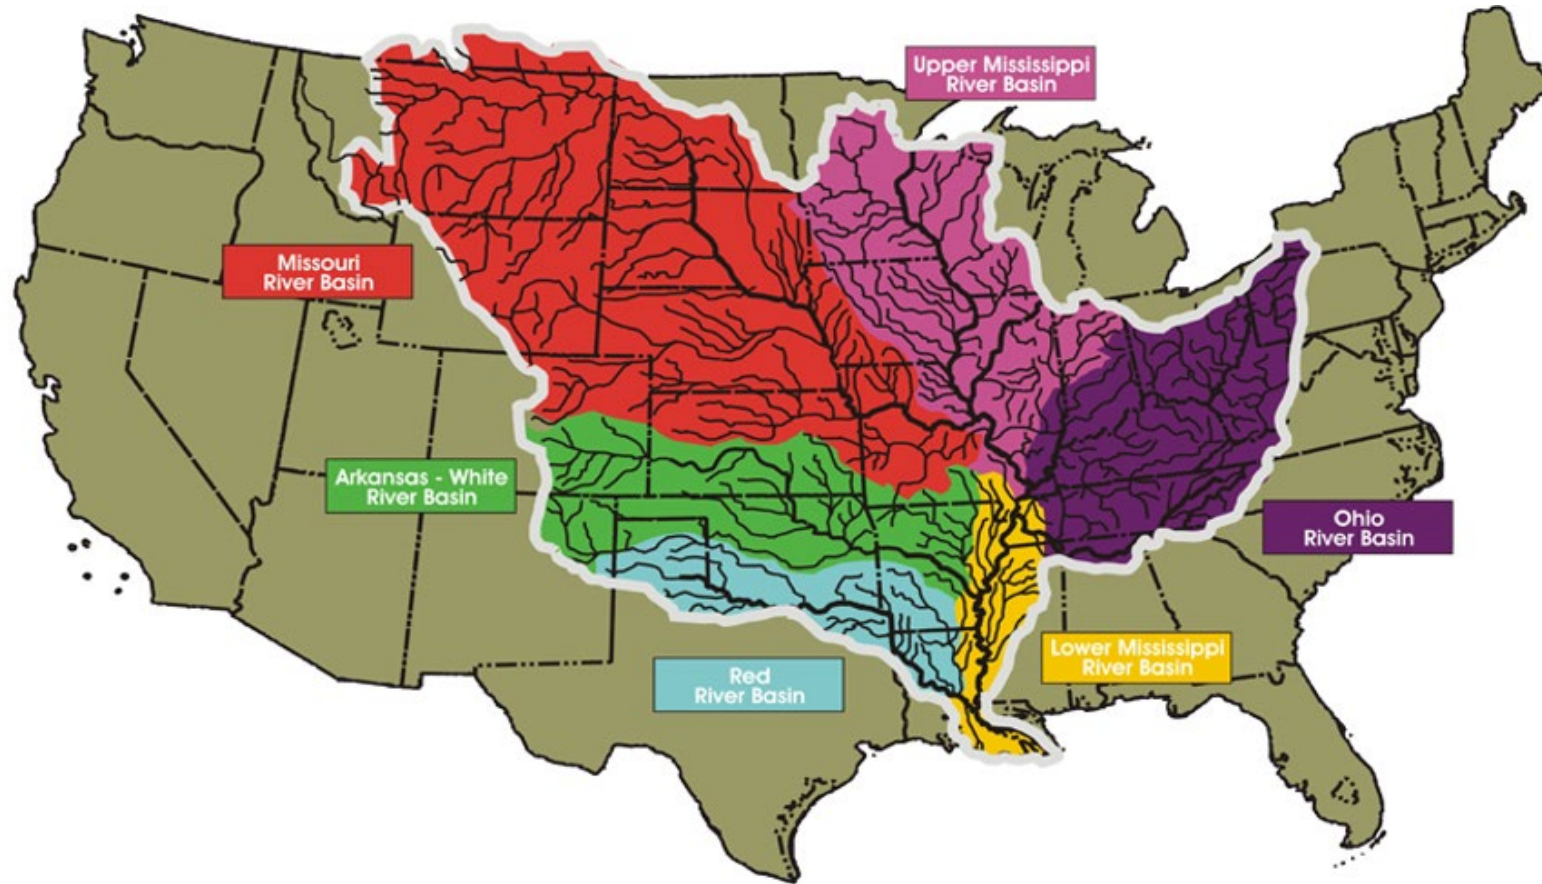 Upper Mississippi
River Basin
Missouri
River Basin
Arkansas - White
River Basin
Ohio
River Basin
Lower Mississippi
River Basin
Red
River Basin